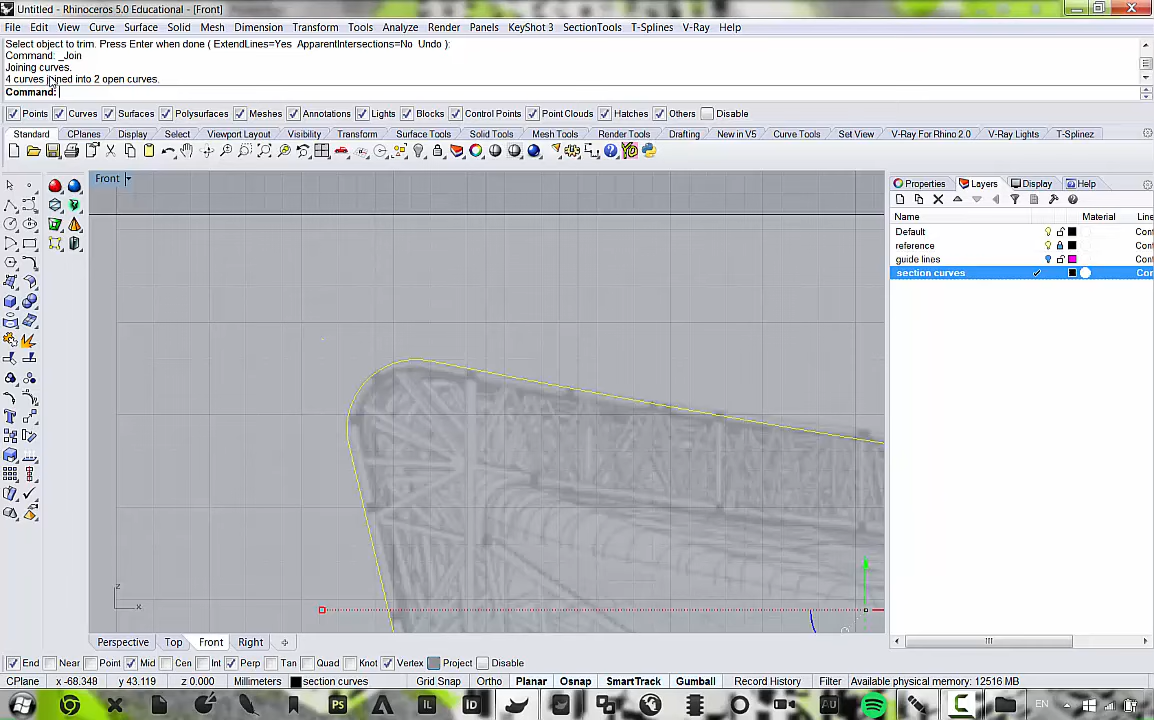 Untitled - Rhinoceros 5.0 Educational - [Front]
File Edit View Curve Surface Solid Mesh Dimension Transform Tools Analyze Render KeyShot 3 SectionTools T-Splines V-Ray Help
Select object to trim. Press Enter when done ( ExtendLines=Yes ApparentIntersections=No Undo ):
Command: _Join
Joining curves.
4 curves joined into 2 open curves.
Command:
Points Curves Surfaces Polysurfaces Meshes Annotations Lights Blocks Control Points Point Clouds Hatches Others Disable
Standard CPlanes Display Select Viewport Layout Visibility Transform Surface Tools Solid Tools Mesh Tools Render Tools Drafting New in V5 Curve Tools Set View V-Ray For Rhino 2.0 V-Ray Lights T-Splinez
Front
Properties Layers Display Help
Name Material Line
Default Cont
reference Cont
guide lines Cont
section curves Cor
z
x
Perspective Top Front Right
End Near Point Mid Cen Int Perp Tan Quad Knot Vertex Project Disable
CPlane x -68.348 y 43.119 z 0.000 Millimeters section curves Grid Snap Ortho Planar Osnap SmartTrack Gumball Record History Filter Available physical memory: 12516 MB
PS IL ID AU EN